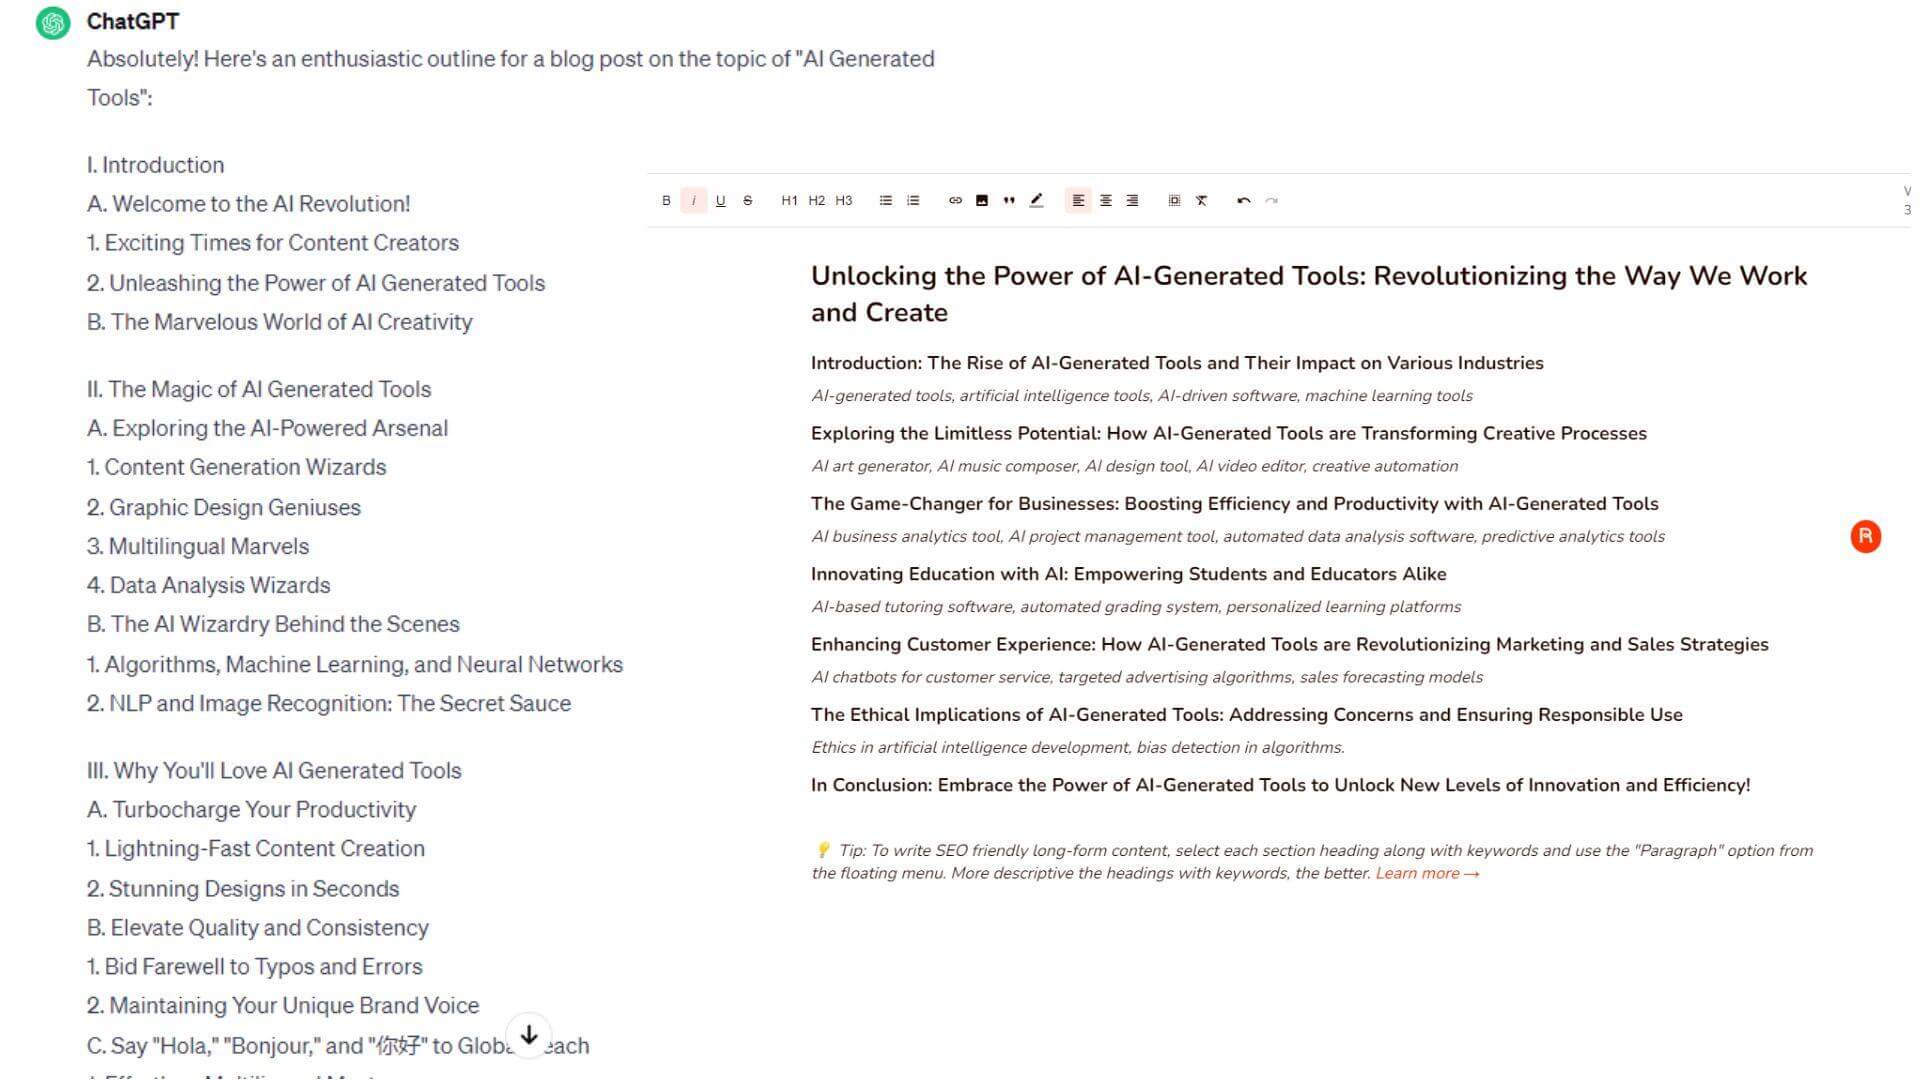 ChatGPT
Absolutely! Here's an enthusiastic outline for a blog post on the topic of "AI Generated
Tools":
I. Introduction
A. Welcome to the AI Revolution!
1. Exciting Times for Content Creators
2. Unleashing the Power of AI Generated Tools
B. The Marvelous World of AI Creativity
II. The Magic of AI Generated Tools
A. Exploring the AI-Powered Arsenal
1. Content Generation Wizards
2. Graphic Design Geniuses
3. Multilingual Marvels
4. Data Analysis Wizards
B. The AI Wizardry Behind the Scenes
1. Algorithms, Machine Learning, and Neural Networks
2. NLP and Image Recognition: The Secret Sauce
III. Why You'll Love AI Generated Tools
A. Turbocharge Your Productivity
1. Lightning-Fast Content Creation
2. Stunning Designs in Seconds
B. Elevate Quality and Consistency
1. Bid Farewell to Typos and Errors
2. Maintaining Your Unique Brand Voice
C. Say "Hola," "Bonjour," and "你好" to
B i U S H1 H2 H3
V
3
Unlocking the Power of AI-Generated Tools: Revolutionizing the Way We Work
and Create
Introduction: The Rise of AI-Generated Tools and Their Impact on Various Industries
AI-generated tools, artificial intelligence tools, AI-driven software, machine learning tools
Exploring the Limitless Potential: How AI-Generated Tools are Transforming Creative Processes
AI art generator, AI music composer, AI design tool, AI video editor, creative automation
The Game-Changer for Businesses: Boosting Efficiency and Productivity with AI-Generated Tools
AI business analytics tool, AI project management tool, automated data analysis software, predictive analytics tools
R
Innovating Education with AI: Empowering Students and Educators Alike
AI-based tutoring software, automated grading system, personalized learning platforms
Enhancing Customer Experience: How AI-Generated Tools are Revolutionizing Marketing and Sales Strategies
AI chatbots for customer service, targeted advertising algorithms, sales forecasting models
The Ethical Implications of AI-Generated Tools: Addressing Concerns and Ensuring Responsible Use
Ethics in artificial intelligence development, bias detection in algorithms.
In Conclusion: Embrace the Power of AI-Generated Tools to Unlock New Levels of Innovation and Efficiency!
Tip: To write SEO friendly long-form content, select each section heading along with keywords and use the "Paragraph" option from
the floating menu. More descriptive the headings with keywords, the better. Learn more →